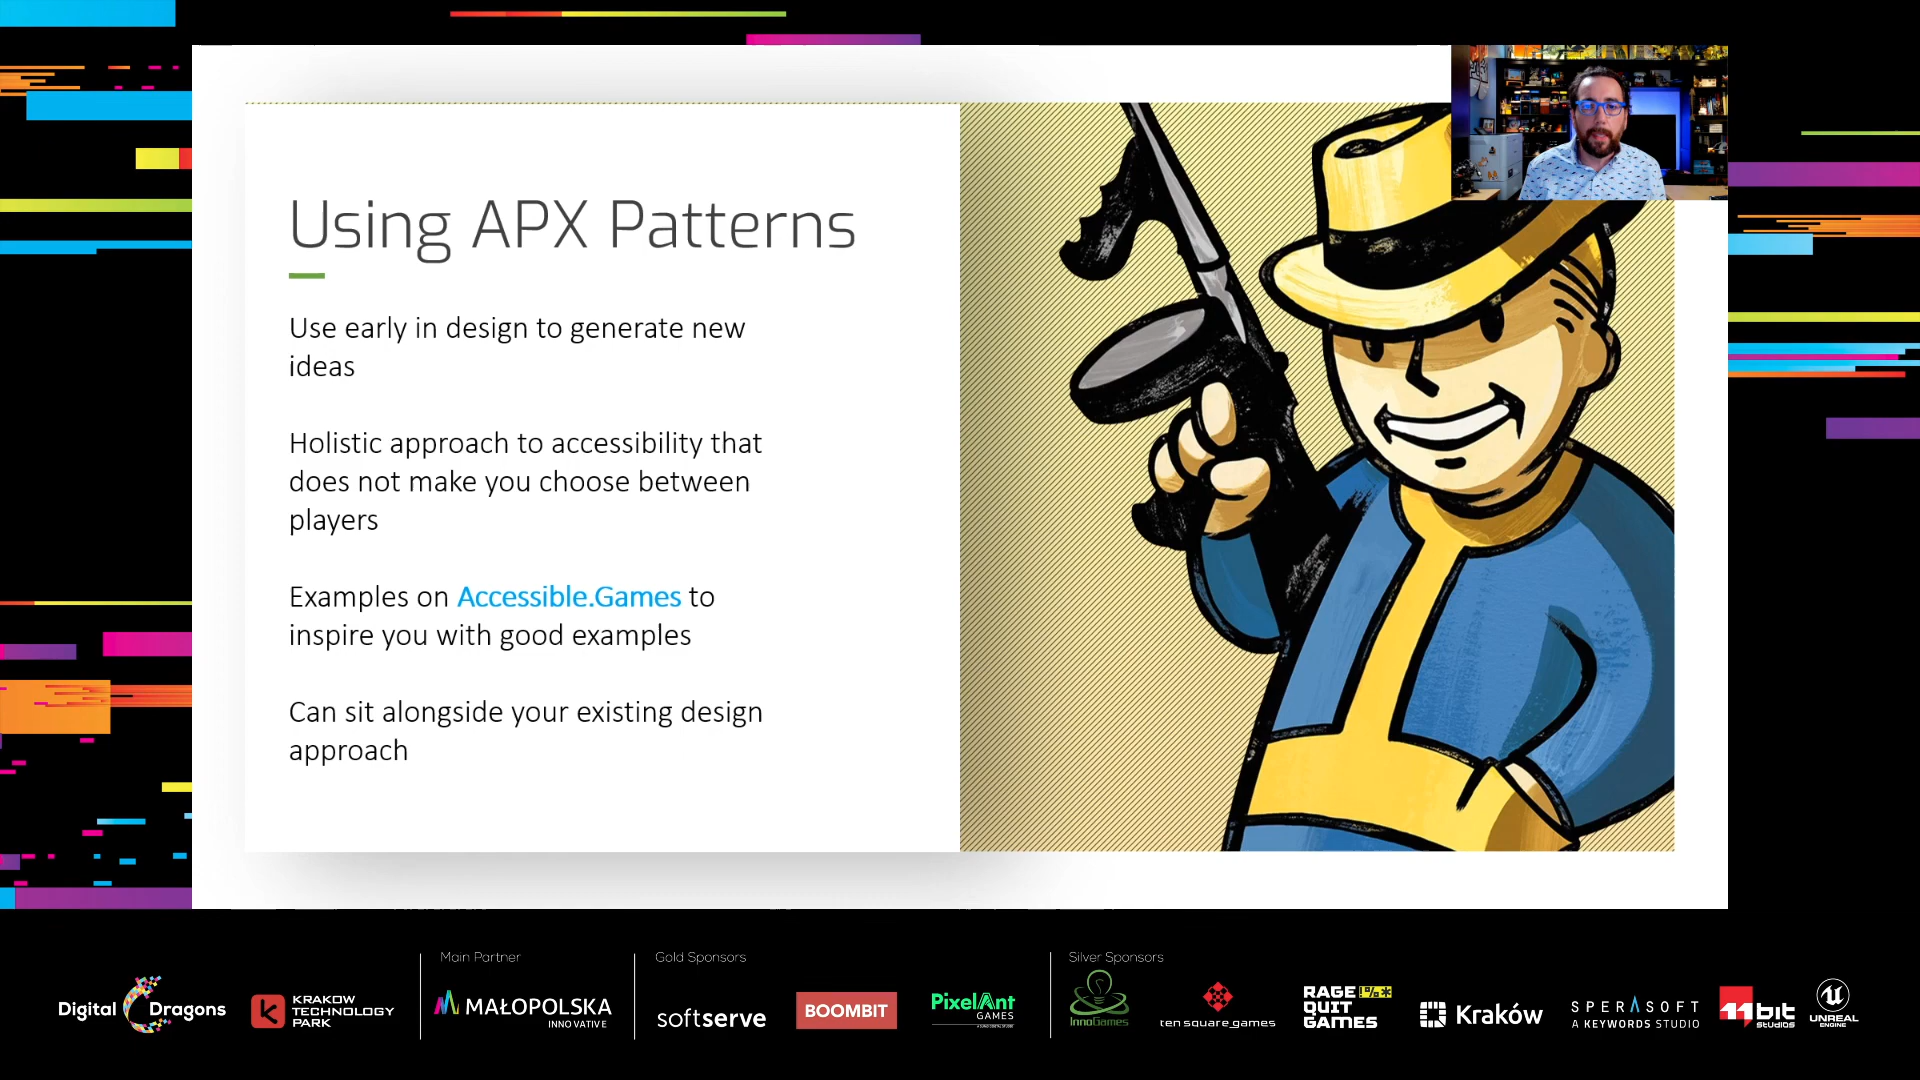 Using APX Patterns
Use early in design to generate new
ideas
Holistic approach to accessibility that
does not make you choose between
players
Examples on Accessible.Games to
inspire you with good examples
Can sit alongside your existing design
approach
Main Partner
Gold Sponsors
Silver Sponsors
Digital Dragons
KRAKOW
TECHNOLOGY
PARK
MAŁOPOLSKA
INNOVATIVE
softserve
BOOMBIT
PixelAnt
GAMES
InnoGames
ten square games
RAGE !%*
QUIT
GAMES
Kraków
SPERASOFT
A KEYWORDS STUDIO
11bit
studios
UNREAL
ENGINE